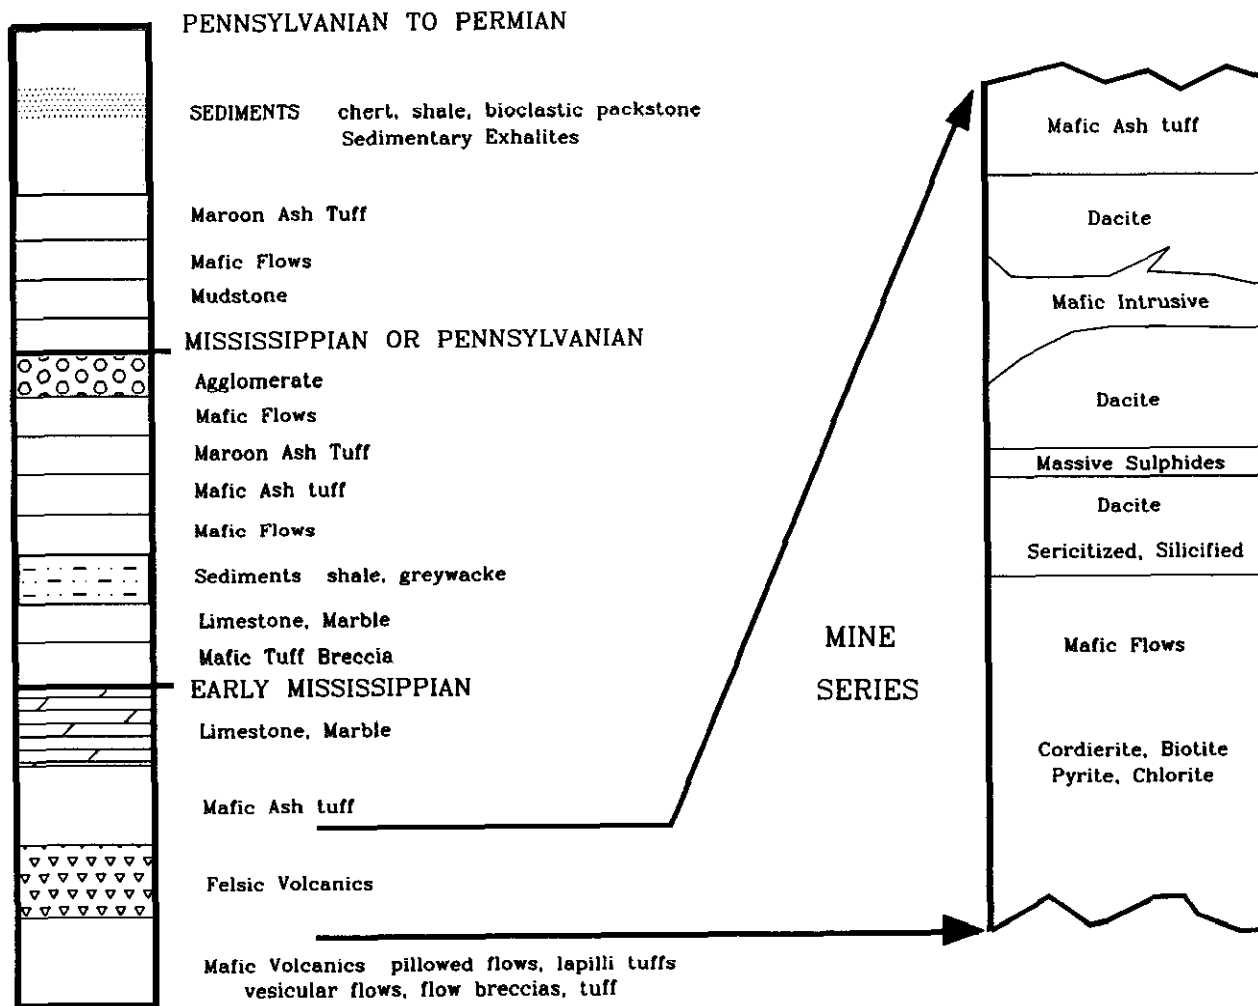 PENNSYLVANIAN TO PERMIAN
SEDIMENTS chert, shale, bioclastic packstone
Sedimentary Exhalites
Maroon Ash Tuff
Mafic Flows
Mudstone
MISSISSIPPIAN OR PENNSYLVANIAN
Agglomerate
Mafic Flows
Maroon Ash Tuff
Mafic Ash tuff
Mafic Flows
Sediments shale, greywacke
Limestone, Marble
Mafic Tuff Breccia
EARLY MISSISSIPPIAN
Limestone, Marble
Mafic Ash tuff
Felsic Volcanics
Mafic Volcanics pillowed flows, lapilli tuffs
vesicular flows, flow breccias, tuff
MINE
SERIES
Mafic Ash tuff
Dacite
Mafic Intrusive
Dacite
Massive Sulphides
Dacite
Sericitized, Silicified
Mafic Flows
Cordierite, Biotite
Pyrite, Chlorite